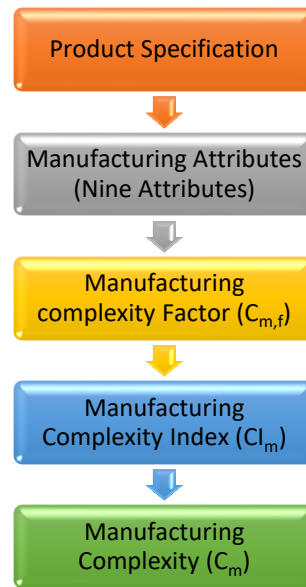 Product Specification
Manufacturing Attributes
(Nine Attributes)
Manufacturing
complexity Factor (Cm,f)
Manufacturing
Complexity Index (CIm)
Manufacturing
Complexity (Cm)